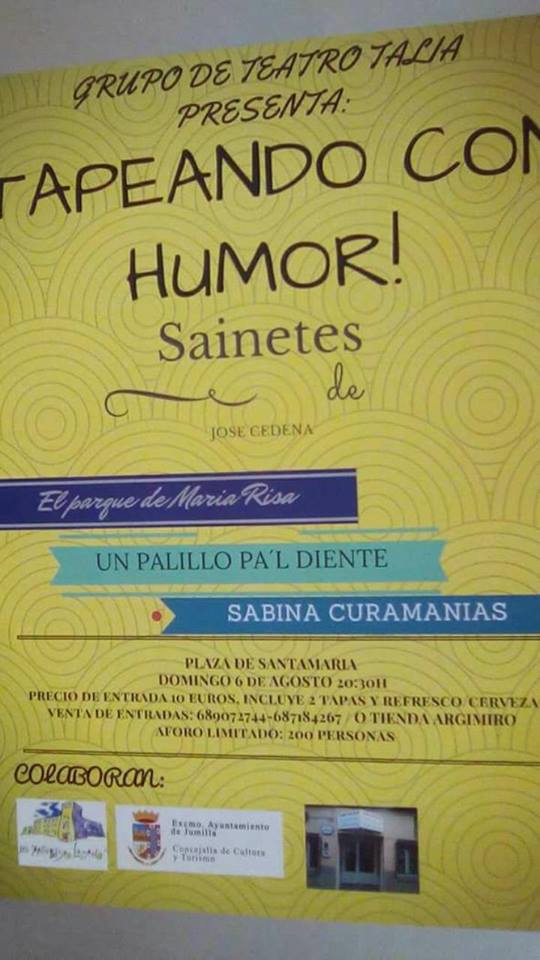 GRUPO DE TEATRO TALIA
PRESENTA:
TAPEANDO CON
HUMOR!
Sainetes
de
JOSE CEDENA
El parque de Maria Risa
UN PALILLO PA´L DIENTE
SABINA CURAMANIAS
PLAZA DE SANTAMARIA
DOMINGO 6 DE AGOSTO 20:30H
PRECIO DE ENTRADA 10 EUROS, INCLUYE 2 TAPAS Y REFRESCO/CERVEZA
VENTA DE ENTRADAS: 689072744-687184267 / O TIENDA ARGIMIRO
AFORO LIMITADO: 200 PERSONAS
COLABORAN:
Excmo. Ayuntamiento
de Jumilla
Concejalía de Cultura
y Turismo